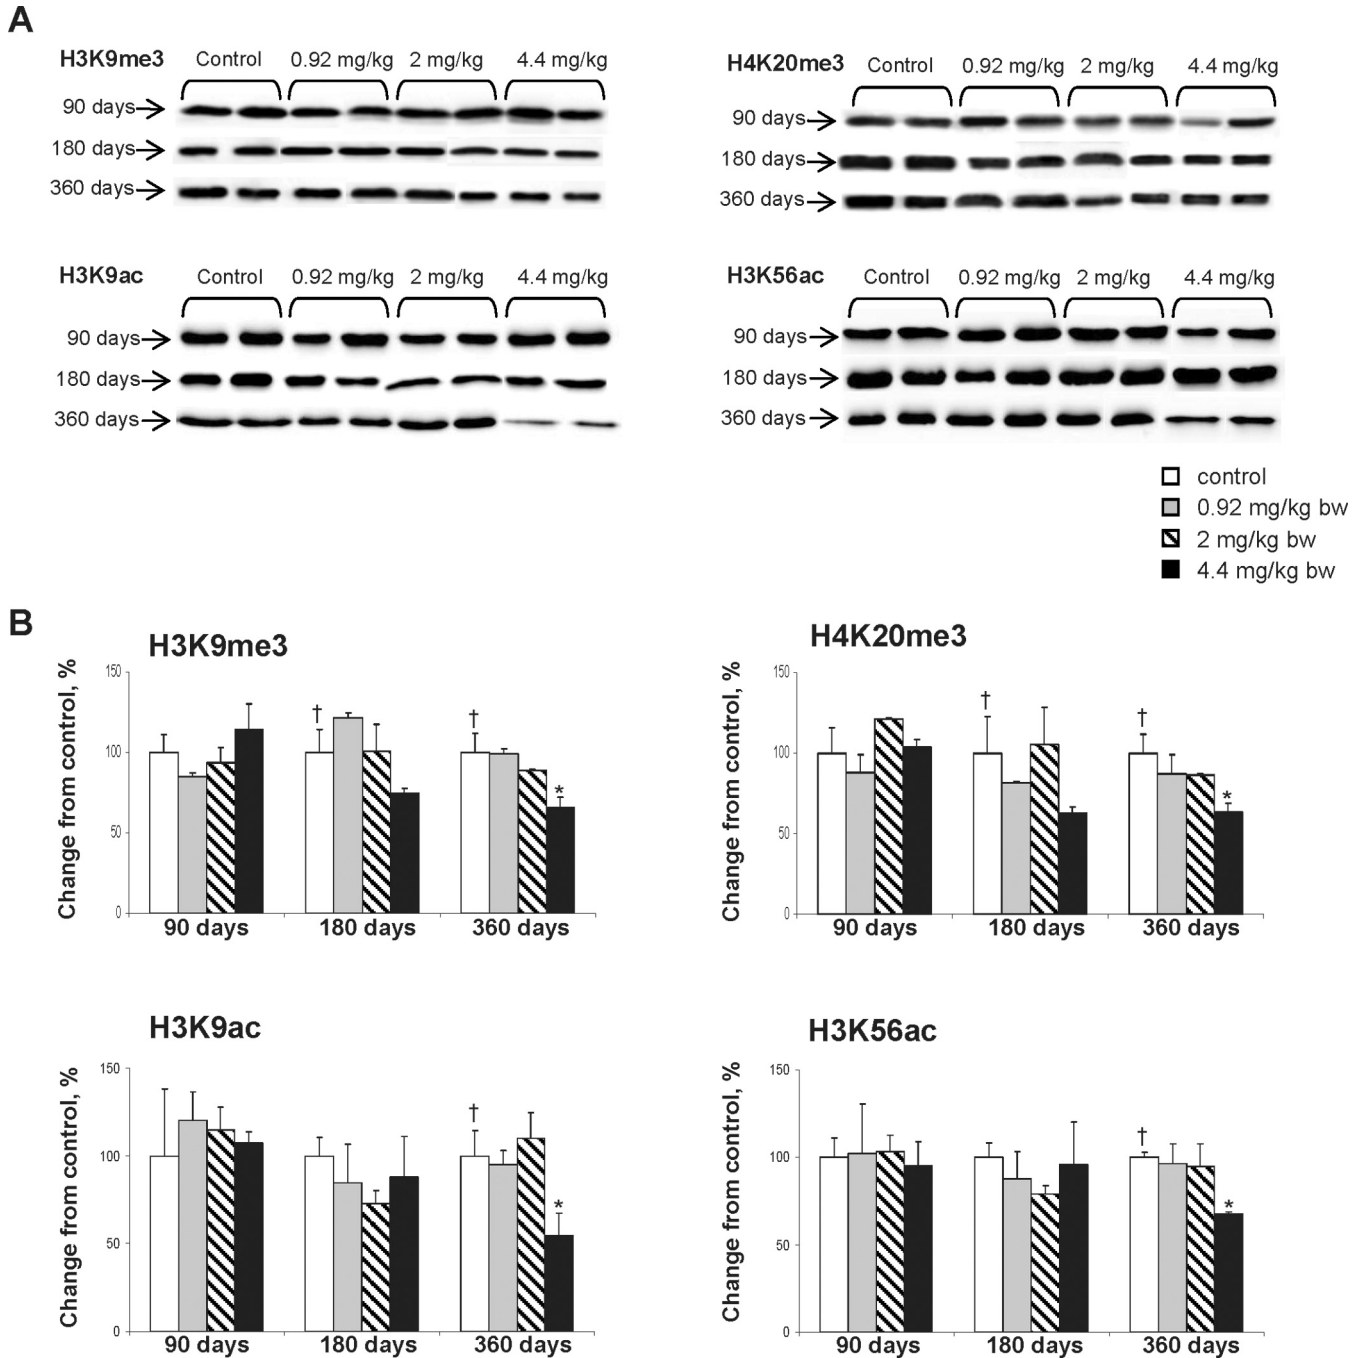 A
H3K9me3 Control 0.92 mg/kg 2 mg/kg 4.4 mg/kg
90 days
180 days
360 days
H4K20me3 Control 0.92 mg/kg 2 mg/kg 4.4 mg/kg
90 days
180 days
360 days
H3K9ac Control 0.92 mg/kg 2 mg/kg 4.4 mg/kg
90 days
180 days
360 days
H3K56ac Control 0.92 mg/kg 2 mg/kg 4.4 mg/kg
90 days
180 days
360 days
control
0.92 mg/kg bw
2 mg/kg bw
4.4 mg/kg bw
B
H3K9me3
Change from control, %
150
100
50
0
† † *
90 days 180 days 360 days
H4K20me3
Change from control, %
150
100
50
0
† † *
90 days 180 days 360 days
H3K9ac
Change from control, %
150
100
50
0
† *
90 days 180 days 360 days
H3K56ac
Change from control, %
150
100
50
0
† *
90 days 180 days 360 days